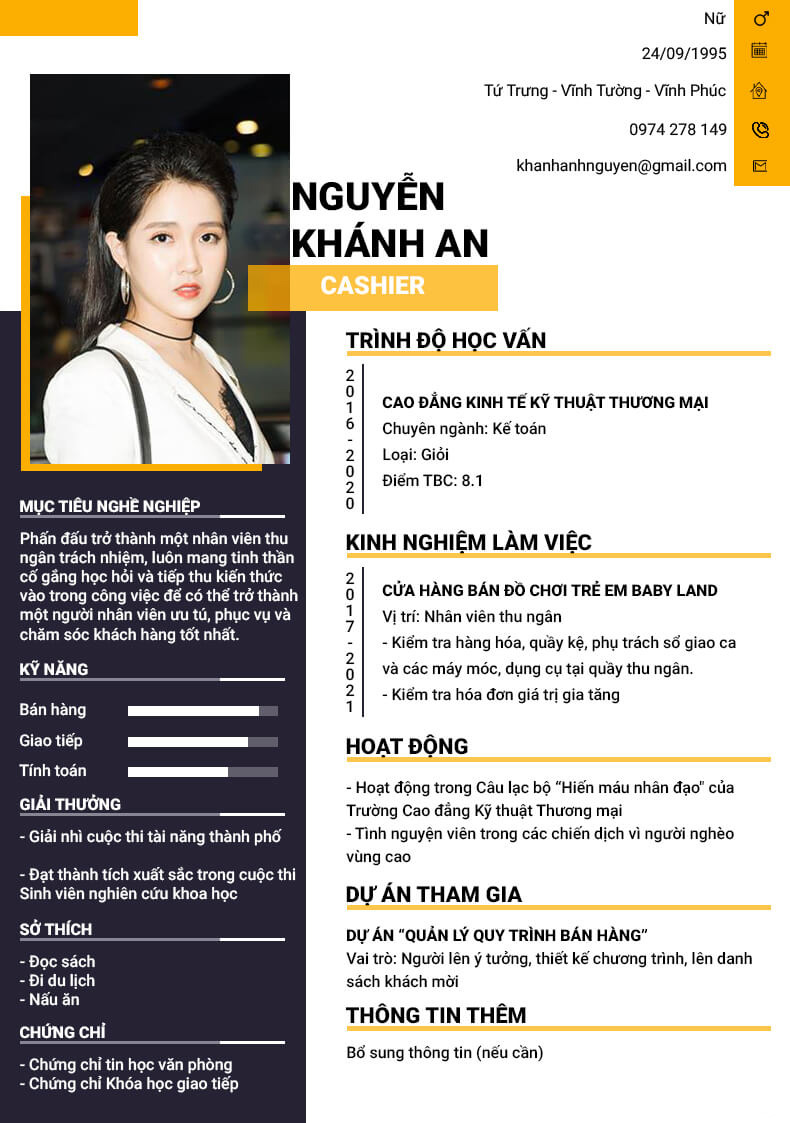 Nữ
24/09/1995
Tứ Trưng - Vĩnh Tường - Vĩnh Phúc
0974 278 149
khanhanhnguyen@gmail.com
NGUYỄN
KHÁNH AN
CASHIER
MỤC TIÊU NGHỀ NGHIỆP
Phấn đấu trở thành một nhân viên thu
ngân trách nhiệm, luôn mang tinh thần
cố gắng học hỏi và tiếp thu kiến thức
vào trong công việc để có thể trở thành
một người nhân viên ưu tú, phục vụ và
chăm sóc khách hàng tốt nhất.
KỸ NĂNG
Bán hàng
Giao tiếp
Tính toán
GIẢI THƯỞNG
- Giải nhì cuộc thi tài năng thành phố
- Đạt thành tích xuất sắc trong cuộc thi
Sinh viên nghiên cứu khoa học
SỞ THÍCH
- Đọc sách
- Đi du lịch
- Nấu ăn
CHỨNG CHỈ
- Chứng chỉ tin học văn phòng
- Chứng chỉ Khóa học giao tiếp
TRÌNH ĐỘ HỌC VẤN
2016-2020
CAO ĐẲNG KINH TẾ KỸ THUẬT THƯƠNG MẠI
Chuyên ngành: Kế toán
Loại: Giỏi
Điểm TBC: 8.1
KINH NGHIỆM LÀM VIỆC
2017-2021
CỬA HÀNG BÁN ĐỒ CHƠI TRẺ EM BABY LAND
Vị trí: Nhân viên thu ngân
- Kiểm tra hàng hóa, quầy kệ, phụ trách sổ giao ca
và các máy móc, dụng cụ tại quầy thu ngân.
- Kiểm tra hóa đơn giá trị gia tăng
HOẠT ĐỘNG
- Hoạt động trong Câu lạc bộ “Hiến máu nhân đạo" của
Trường Cao đẳng Kỹ thuật Thương mại
- Tình nguyện viên trong các chiến dịch vì người nghèo
vùng cao
DỰ ÁN THAM GIA
DỰ ÁN “QUẢN LÝ QUY TRÌNH BÁN HÀNG”
Vai trò: Người lên ý tưởng, thiết kế chương trình, lên danh
sách khách mời
THÔNG TIN THÊM
Bổ sung thông tin (nếu cần)